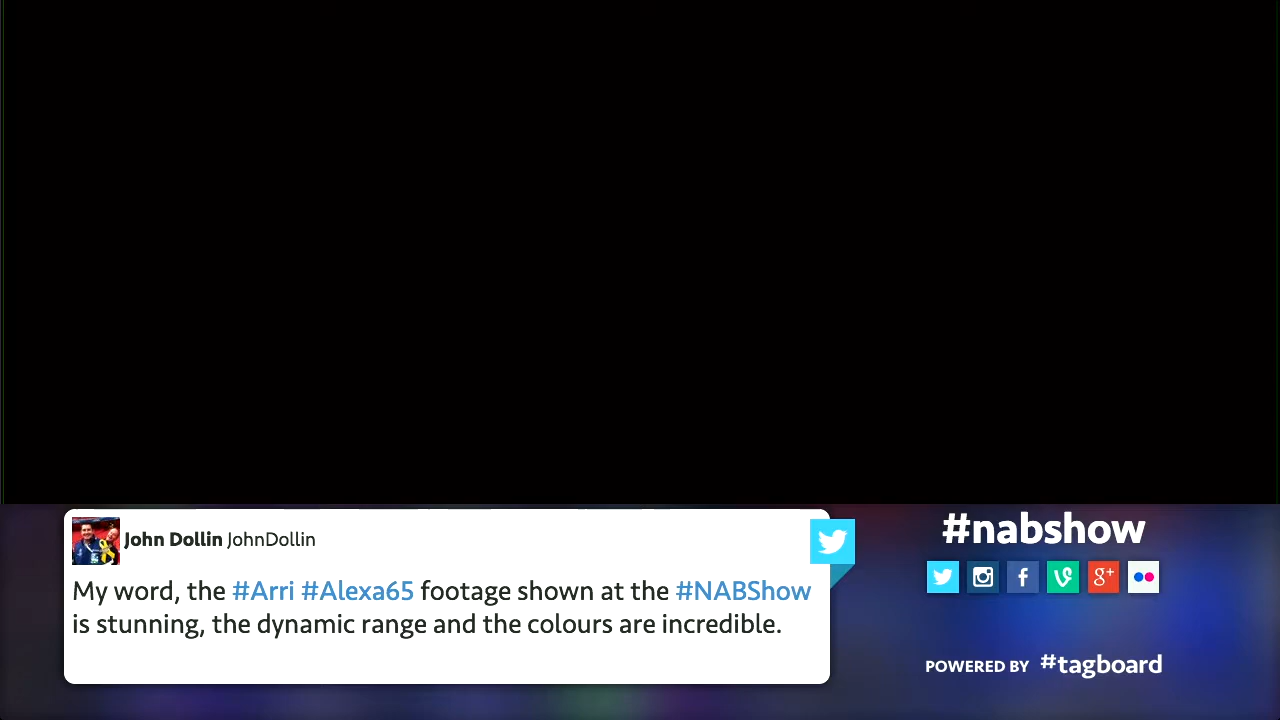 John Dollin JohnDollin
My word, the #Arri #Alexa65 footage shown at the #NABShow
is stunning, the dynamic range and the colours are incredible.
#nabshow
POWERED BY #tagboard